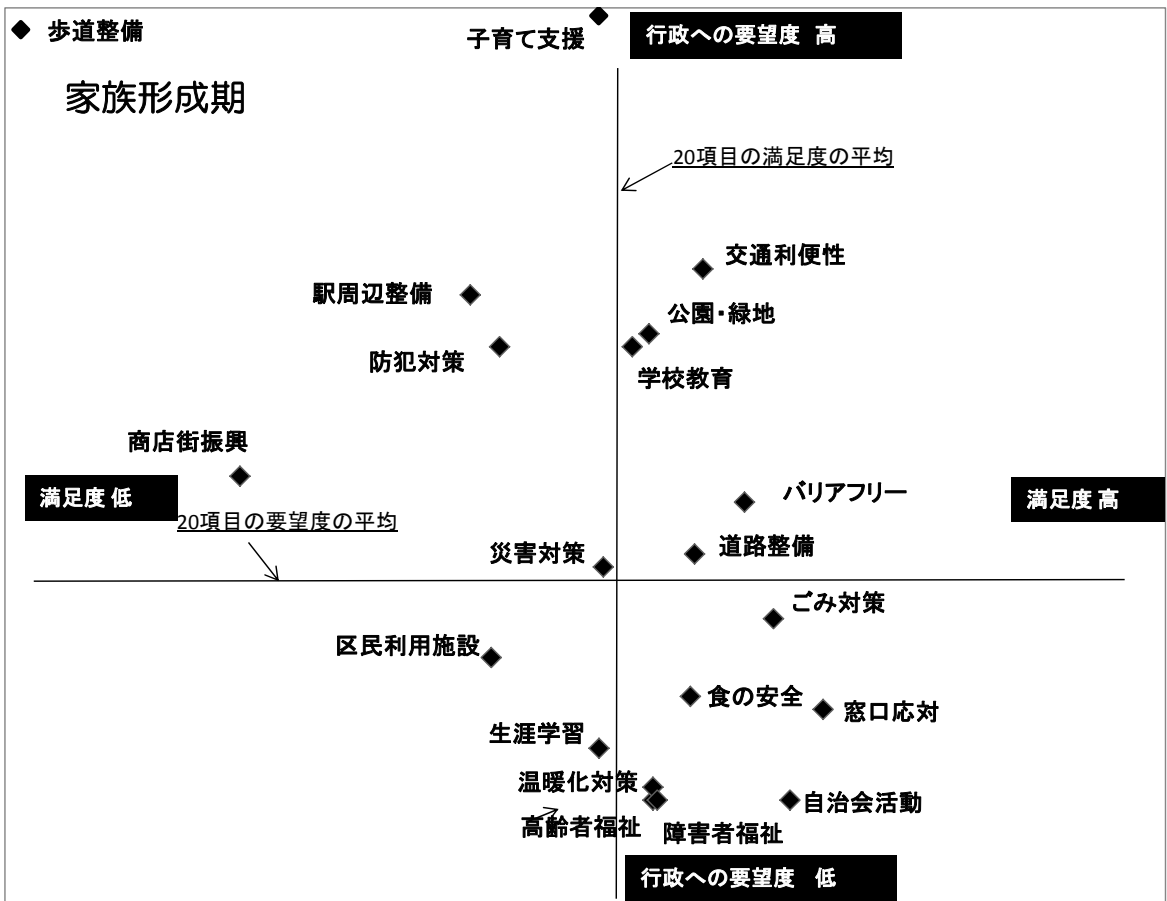 歩道整備
子育て支援
行政への要望度 高
家族形成期
20項目の満足度の平均
交通利便性
駅周辺整備
公園・緑地
防犯対策
学校教育
商店街振興
満足度 低
バリアフリー
満足度 高
20項目の要望度の平均
災害対策
道路整備
ごみ対策
区民利用施設
食の安全
窓口応対
生涯学習
温暖化対策
自治会活動
高齢者福祉
障害者福祉
行政への要望度 低